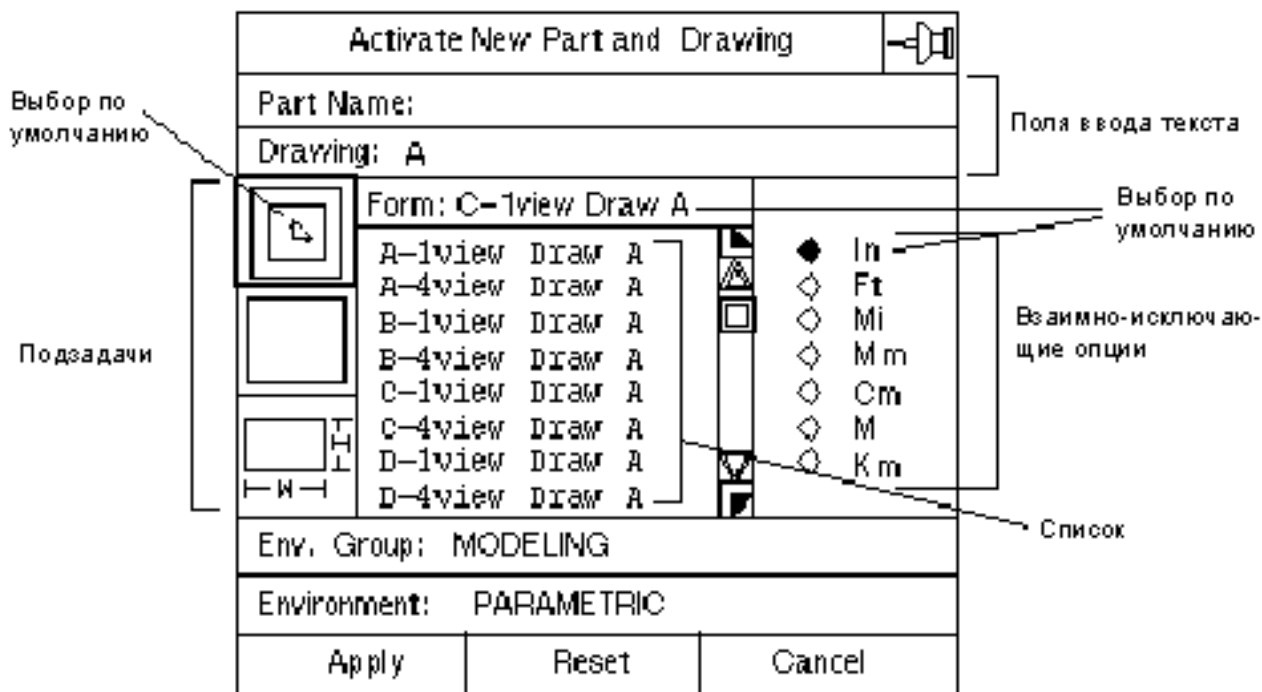 Activate New Part and Drawing
Выбор по
умолчанию
Part Name:
Поля ввода текста
Drawing: A
Form: C-1view Draw A
Выбор по
умолчанию
A-1view Draw A
A-4view Draw A
B-1view Draw A
B-4view Draw A
C-1view Draw A
C-4view Draw A
D-1view Draw A
D-4view Draw A
In
Ft
Mi
Mm
Cm
M
Km
Взаимно-исключаю-
щие опции
Подзадачи
H
W
Список
Env. Group: MODELING
Environment: PARAMETRIC
Apply
Reset
Cancel